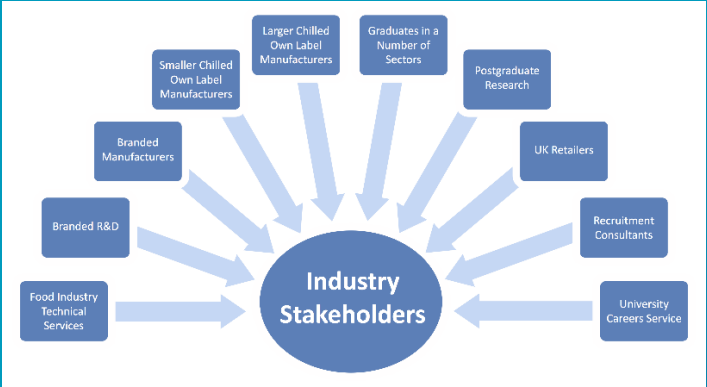 Larger Chilled
Own Label
Manufacturers
Graduates in a
Number of
Sectors
Smaller Chilled
Own Label
Manufacturers
Postgraduate
Research
Branded
Manufacturers
UK Retailers
Branded R&D
Recruitment
Consultants
Food Industry
Technical
Services
University
Careers Service
Industry
Stakeholders